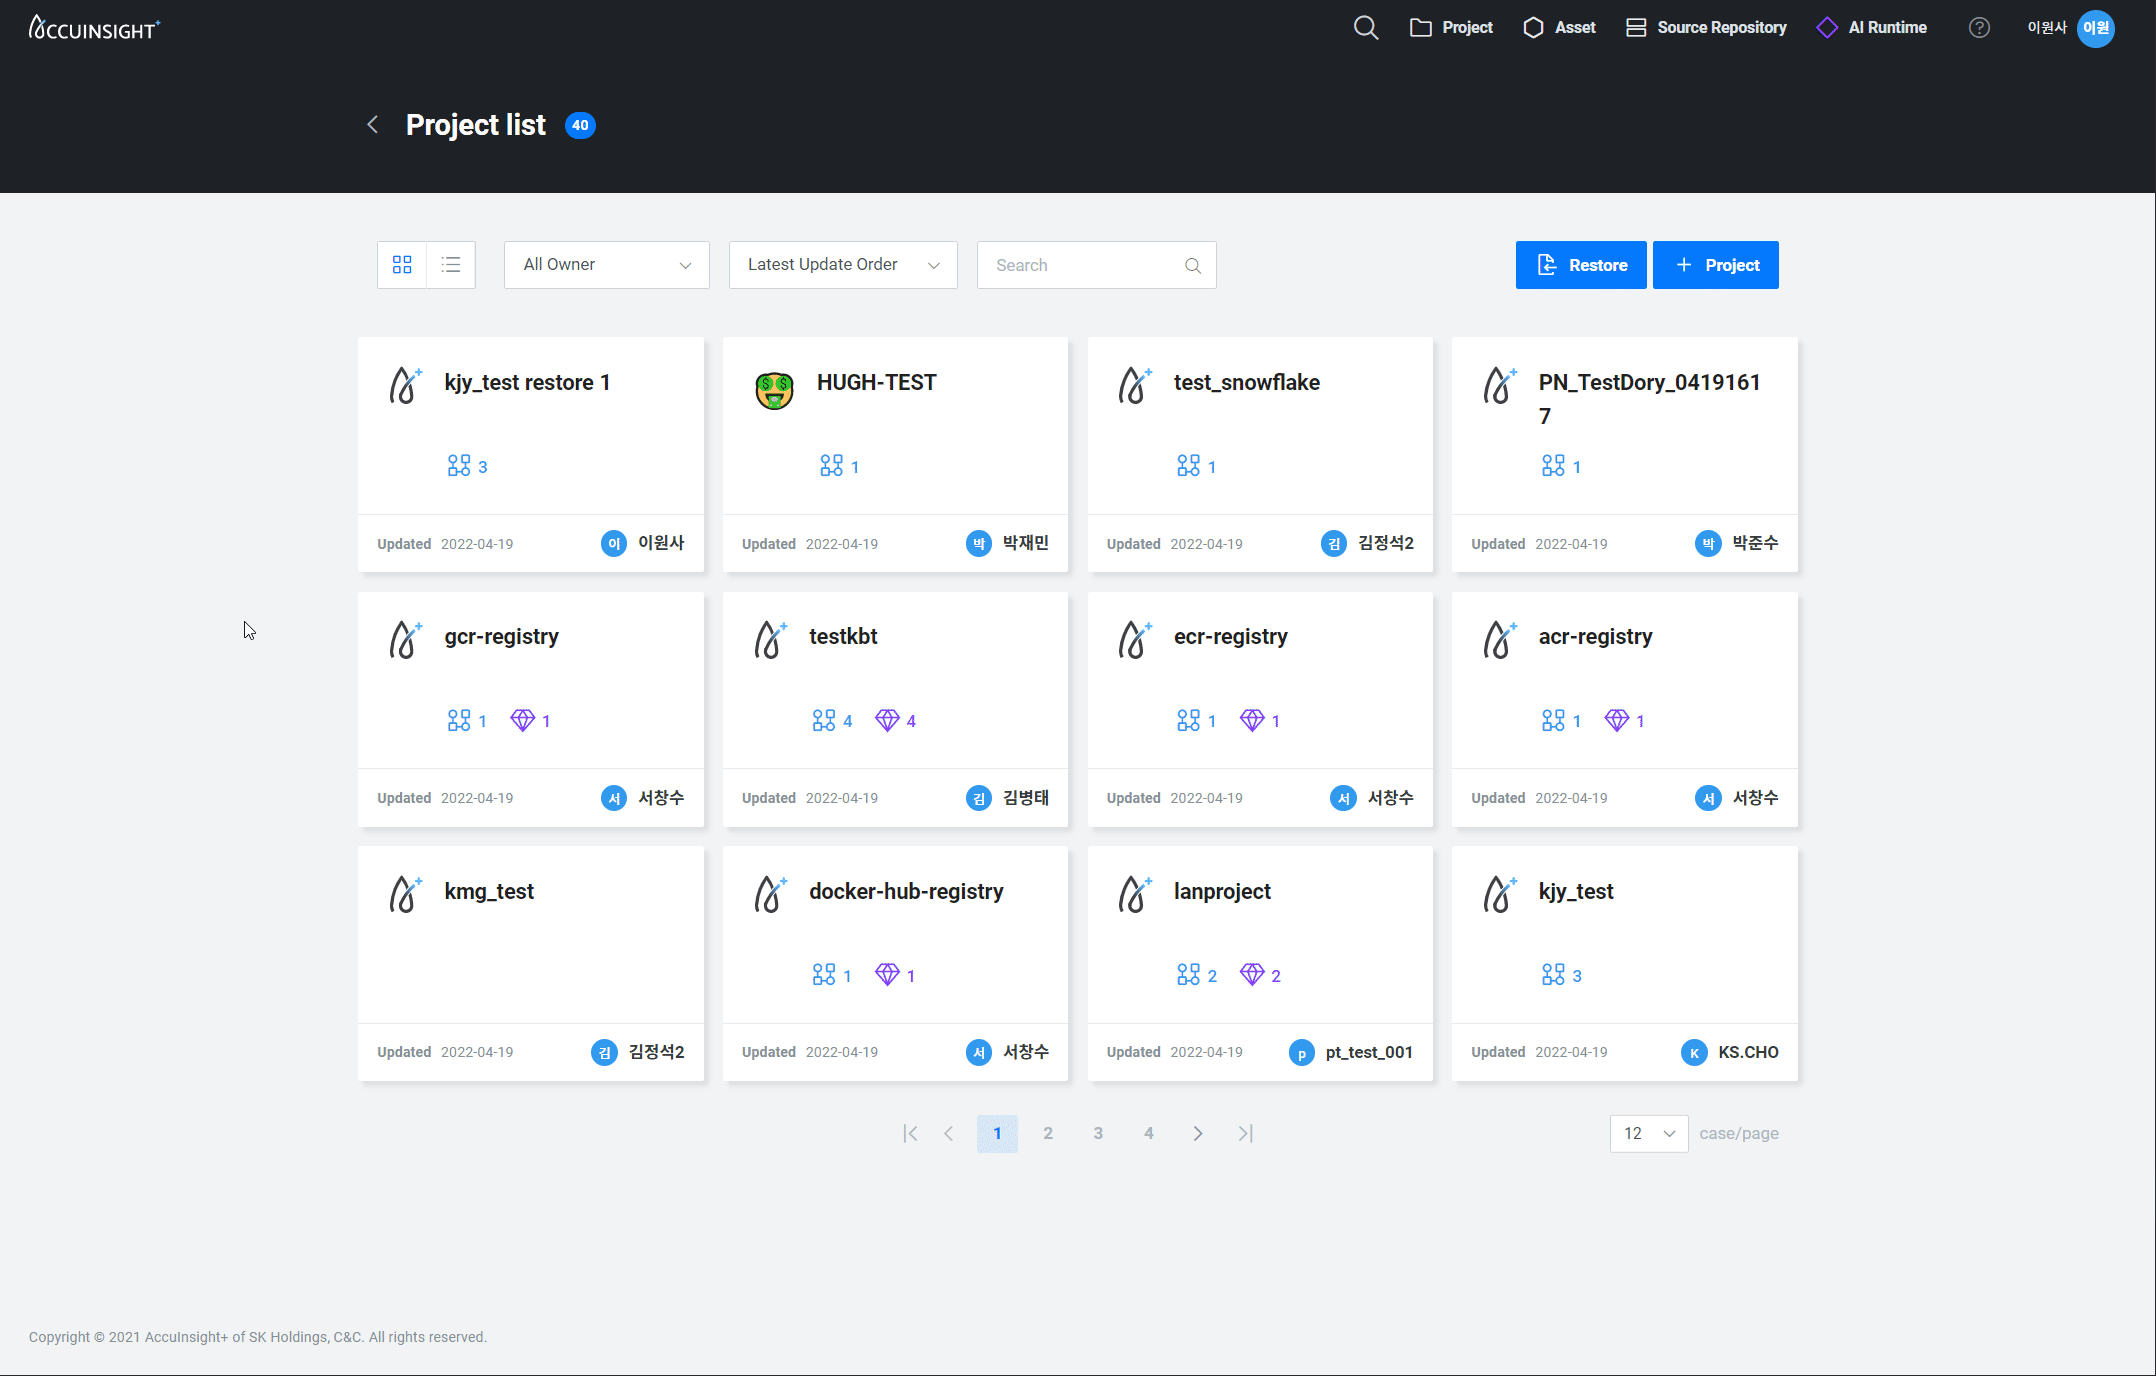 ACCUINSIGHT+
Project
Asset
Source Repository
AI Runtime
?
이원사
이원
Project list
40
All Owner
Latest Update Order
Search
Restore
+ Project
kjy_test restore 1
3
Updated 2022-04-19
이
이원사
HUGH-TEST
1
Updated 2022-04-19
박
박재민
test_snowflake
1
Updated 2022-04-19
김
김정석2
PN_TestDory_0419161
7
1
Updated 2022-04-19
박
박준수
gcr-registry
1 1
Updated 2022-04-19
서
서창수
testkbt
4 4
Updated 2022-04-19
김
김병태
ecr-registry
1 1
Updated 2022-04-19
서
서창수
acr-registry
1 1
Updated 2022-04-19
서
서창수
kmg_test
Updated 2022-04-19
김
김정석2
docker-hub-registry
1 1
Updated 2022-04-19
서
서창수
lanproject
2 2
Updated 2022-04-19
p
pt_test_001
kjy_test
3
Updated 2022-04-19
K
KS.CHO
1 2 3 4
12 case/page
Copyright © 2021 AccuInsight+ of SK Holdings, C&C. All rights reserved.